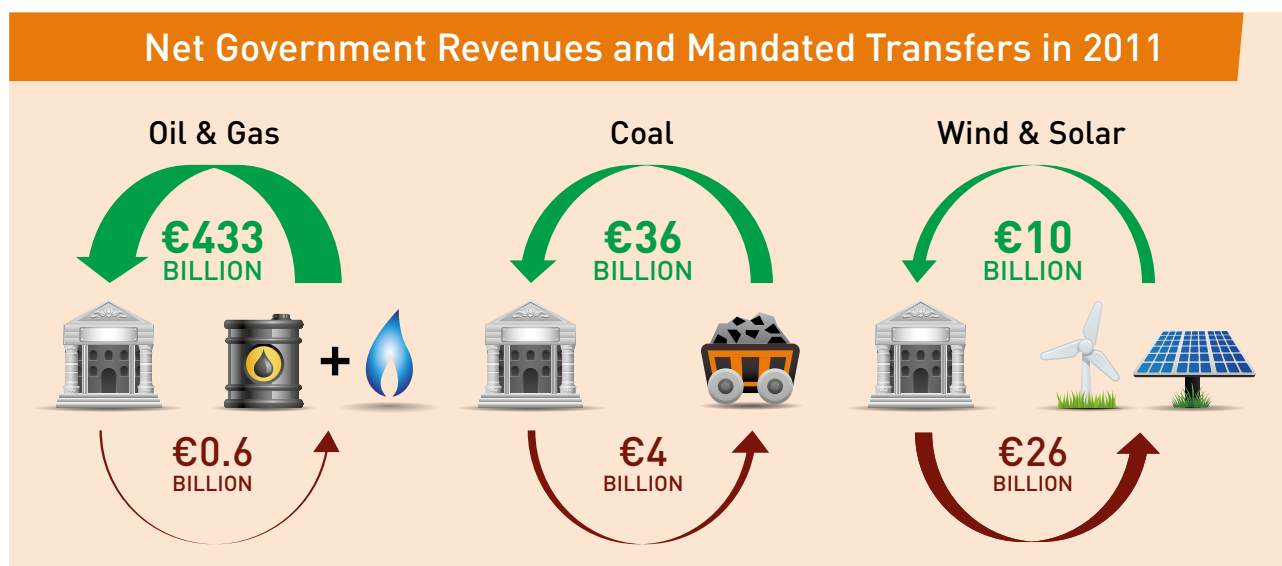 Net Government Revenues and Mandated Transfers in 2011
Oil & Gas
€433
BILLION
+
€0.6
BILLION
Coal
€36
BILLION
€4
BILLION
Wind & Solar
€10
BILLION
€26
BILLION